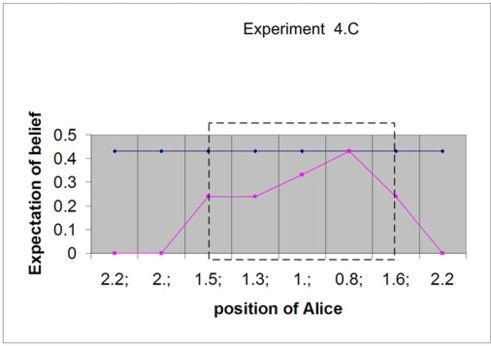 Experiment 4.C
Expectation of belief
0.5
0.4
0.3
0.2
0.1
0
2.2; 2.; 1.5; 1.3; 1.; 0.8; 1.6; 2.2
position of Alice